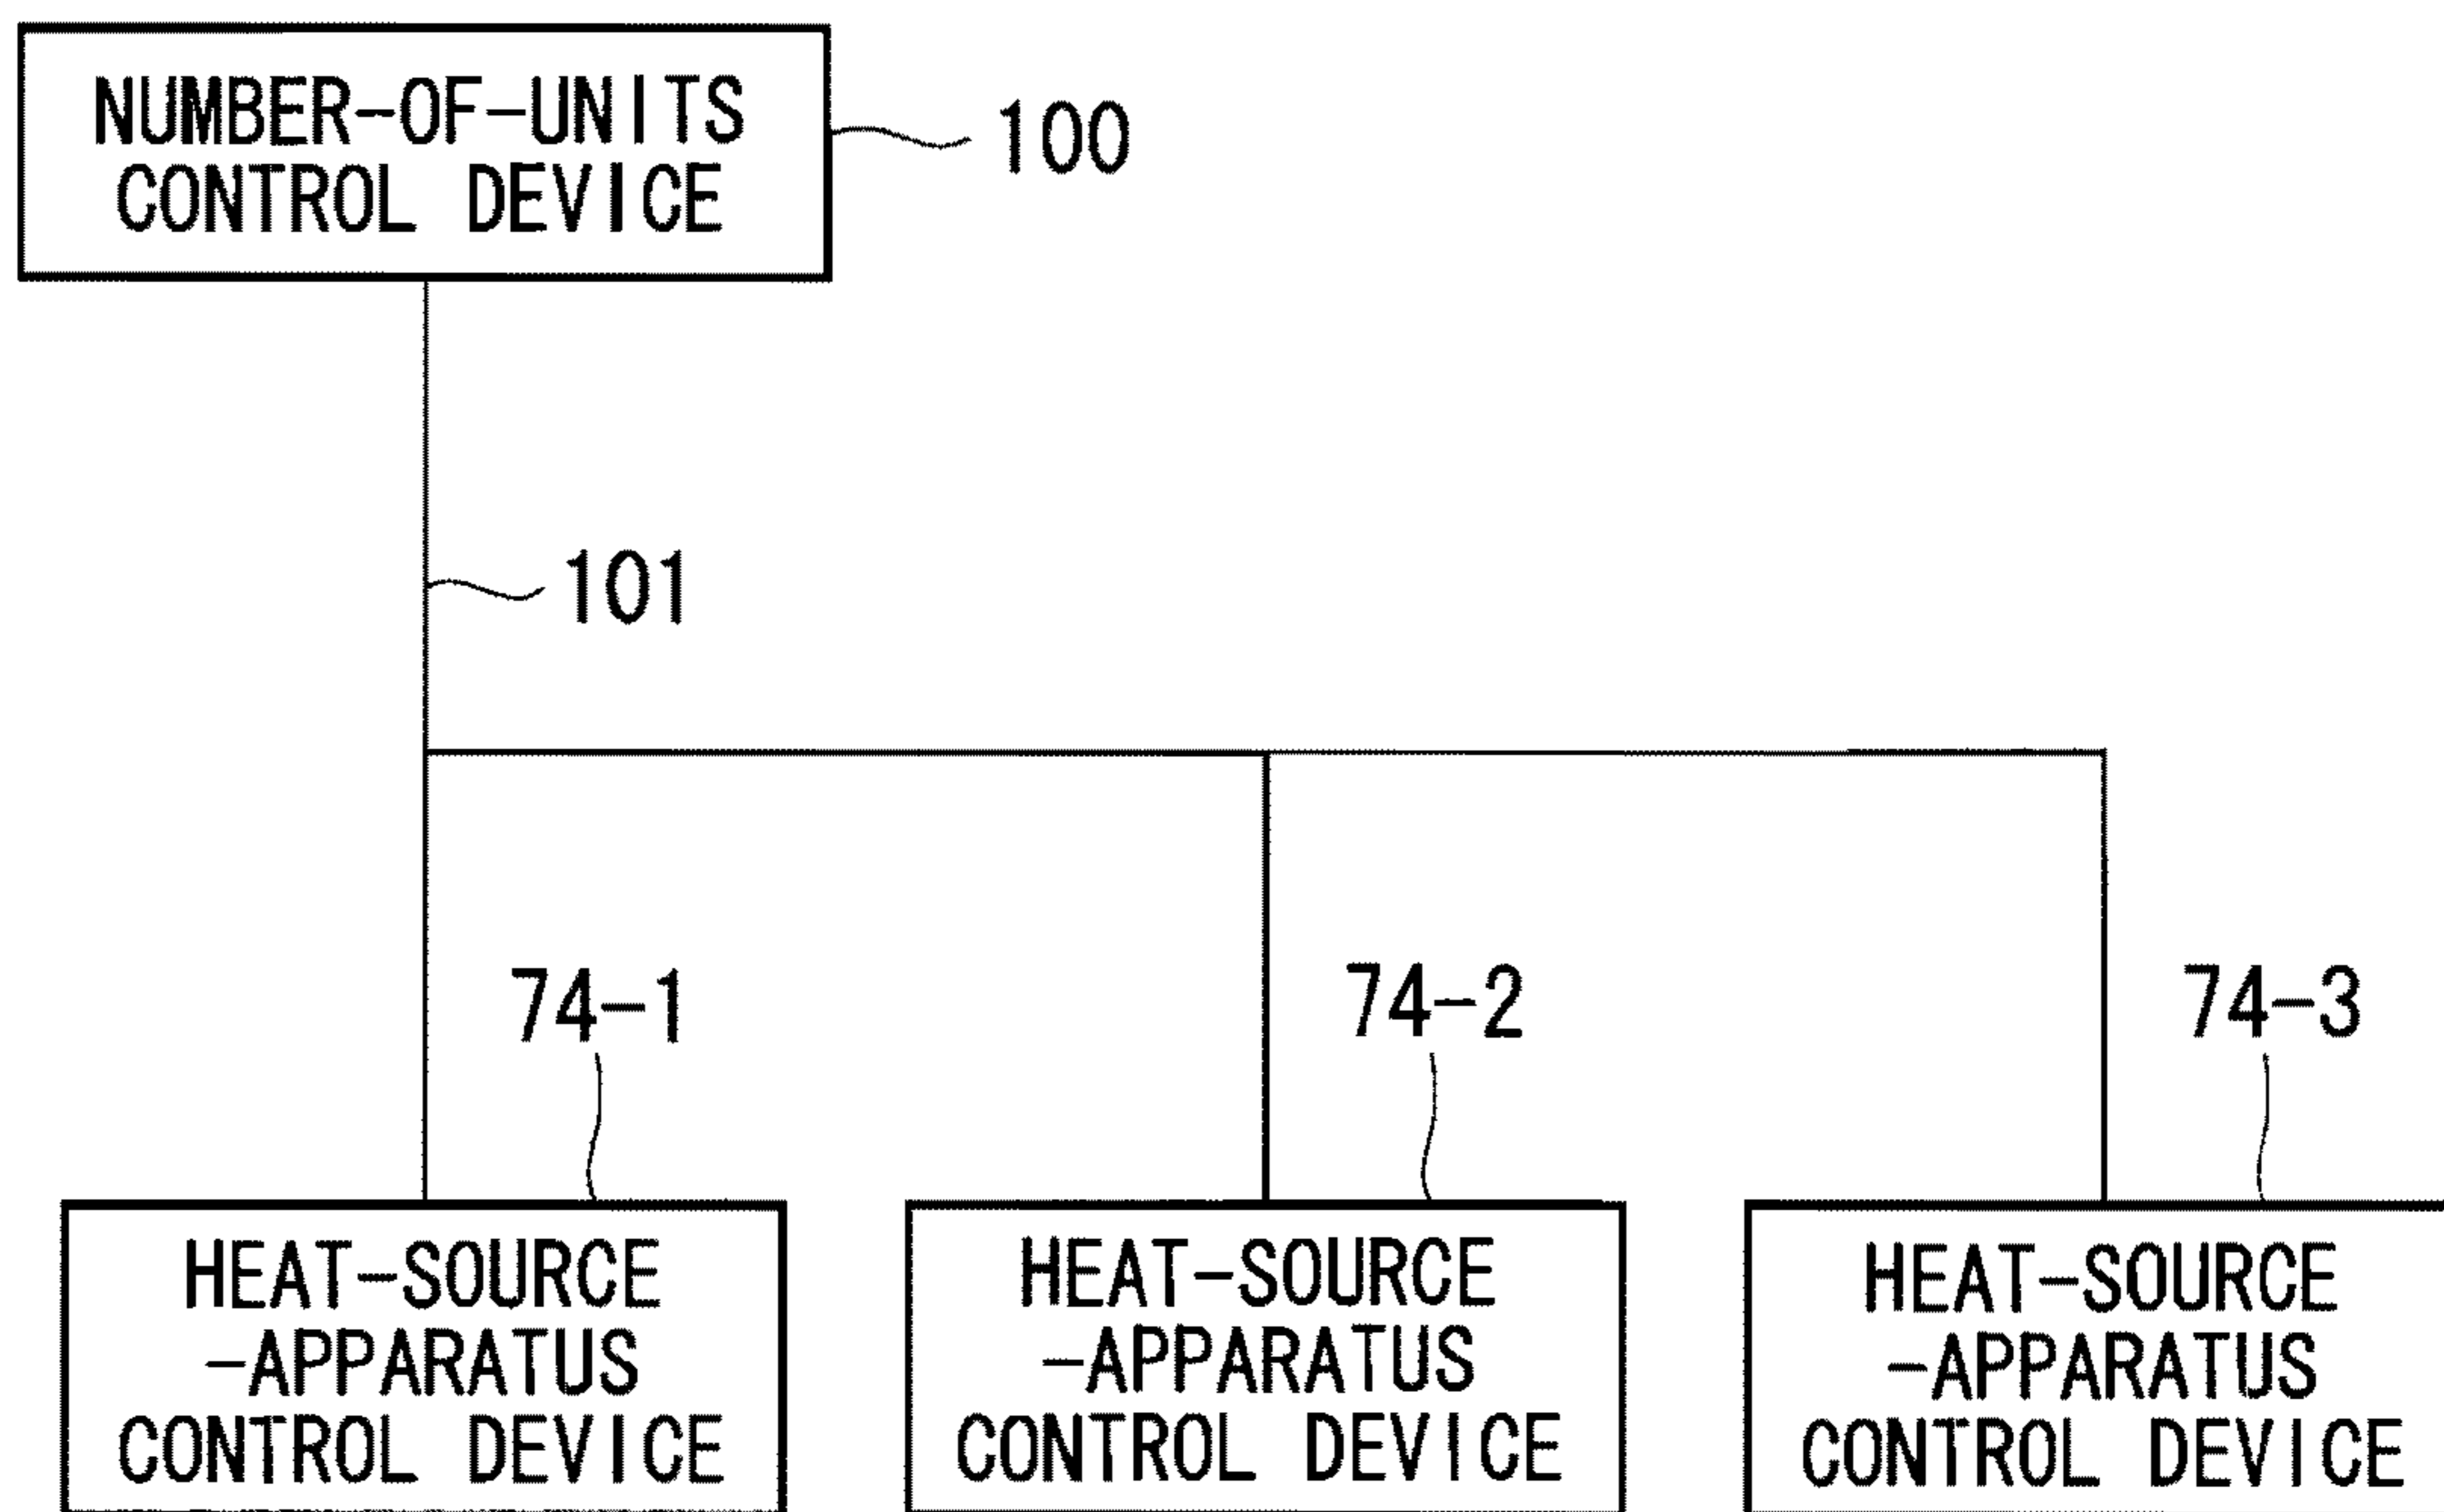 NUMBER-OF-UNITS
CONTROL DEVICE
100
101
74-1
74-2
74-3
HEAT-SOURCE
-APPARATUS
CONTROL DEVICE
HEAT-SOURCE
-APPARATUS
CONTROL DEVICE
HEAT-SOURCE
-APPARATUS
CONTROL DEVICE